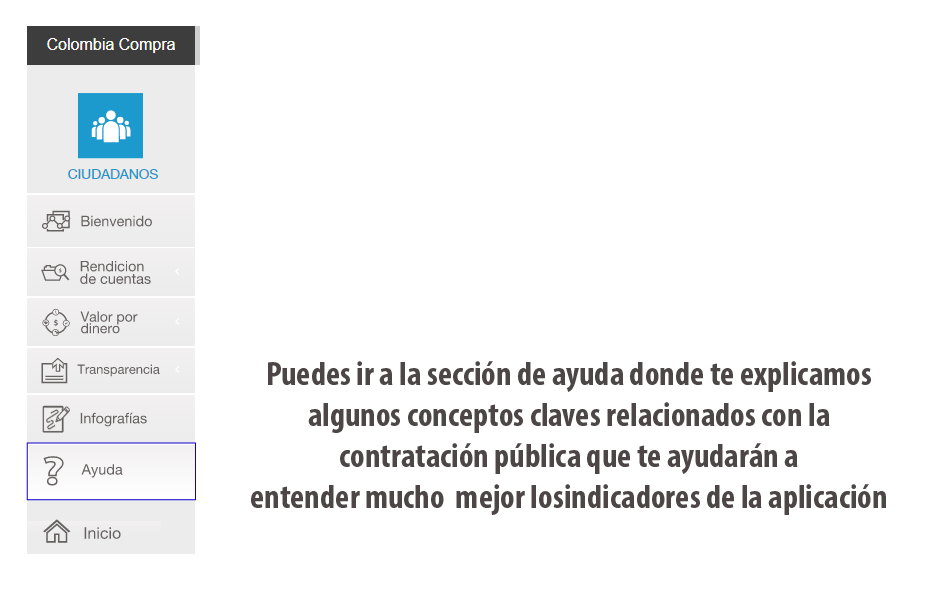 Colombia Compra
CIUDADANOS
Bienvenido
Rendicion
de cuentas
Valor por
dinero
Transparencia
Infografías
Ayuda
Inicio
Puedes ir a la sección de ayuda donde te explicamos
algunos conceptos claves relacionados con la
contratación pública que te ayudarán a
entender mucho  mejor losindicadores de la aplicación